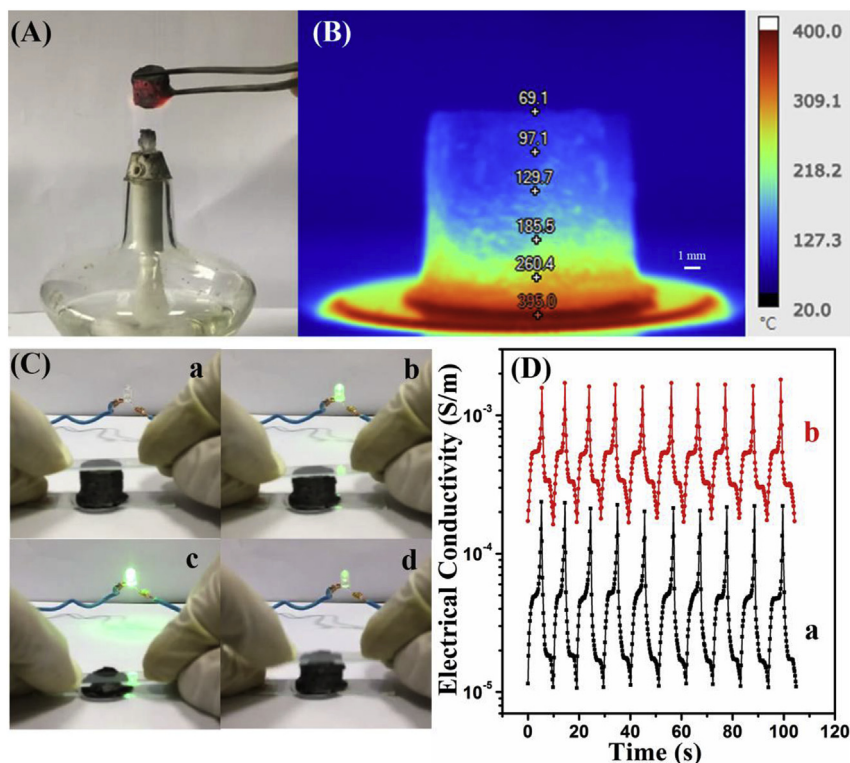 (A)
(B)
69.1
97.1
129.7
185.5
260.4
395.0
1 mm
400.0
309.1
218.2
127.3
20.0
°C
(C)
a
b
c
d
(D)
Electrical Conductivity (S/m)
10⁻³
10⁻⁴
10⁻⁵
b
a
0 20 40 60 80 100 120
Time (s)